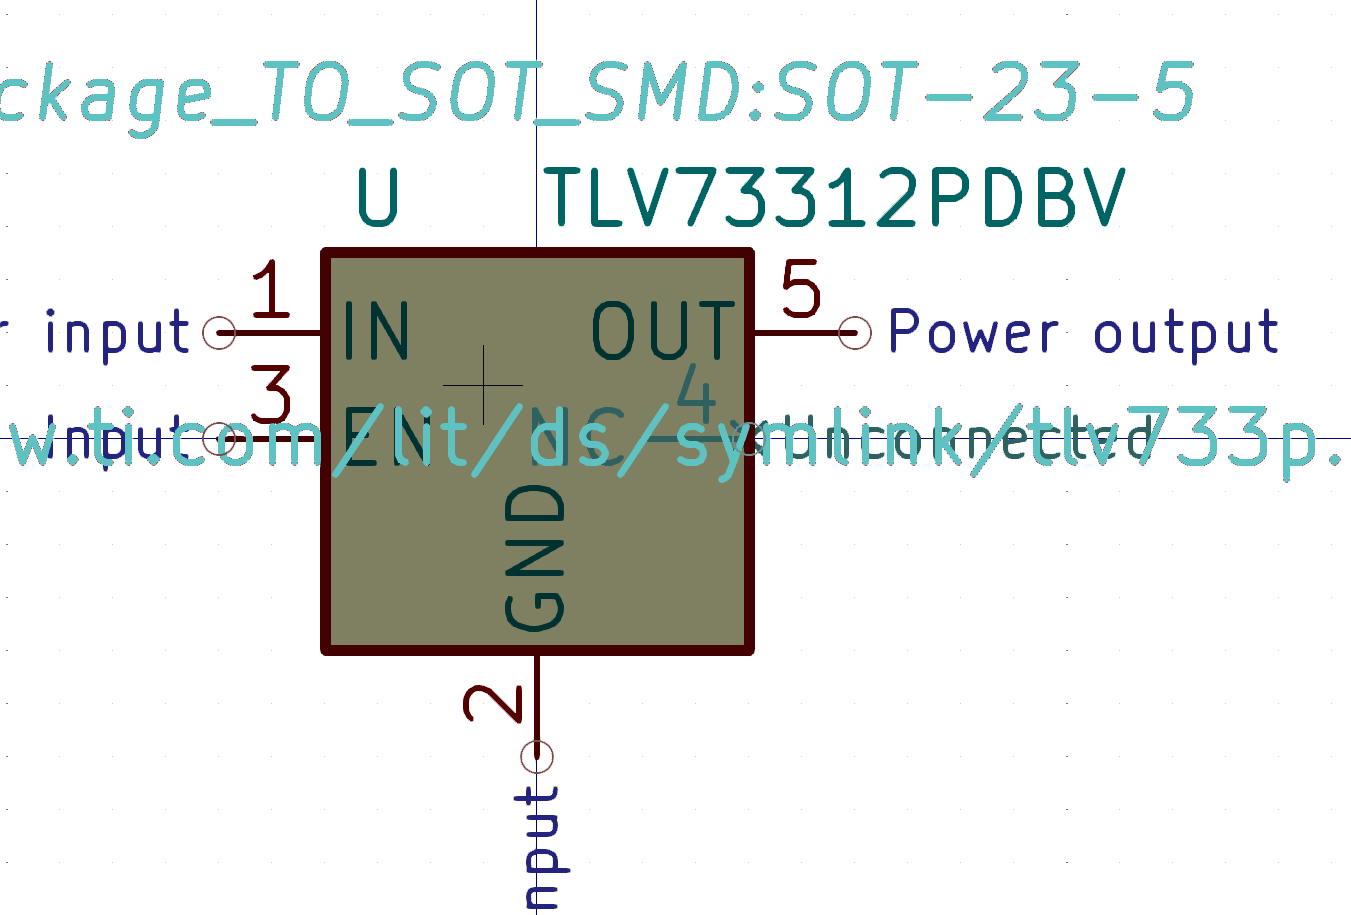 ckage_TO_SOT_SMD:SOT-23-5
U TLV73312PDBV
1 5
r input IN OUT Power output
3 4
Input EN NC Unconnected
w.ti.com/lit/ds/symlink/tlv733p.
GND
2
nput